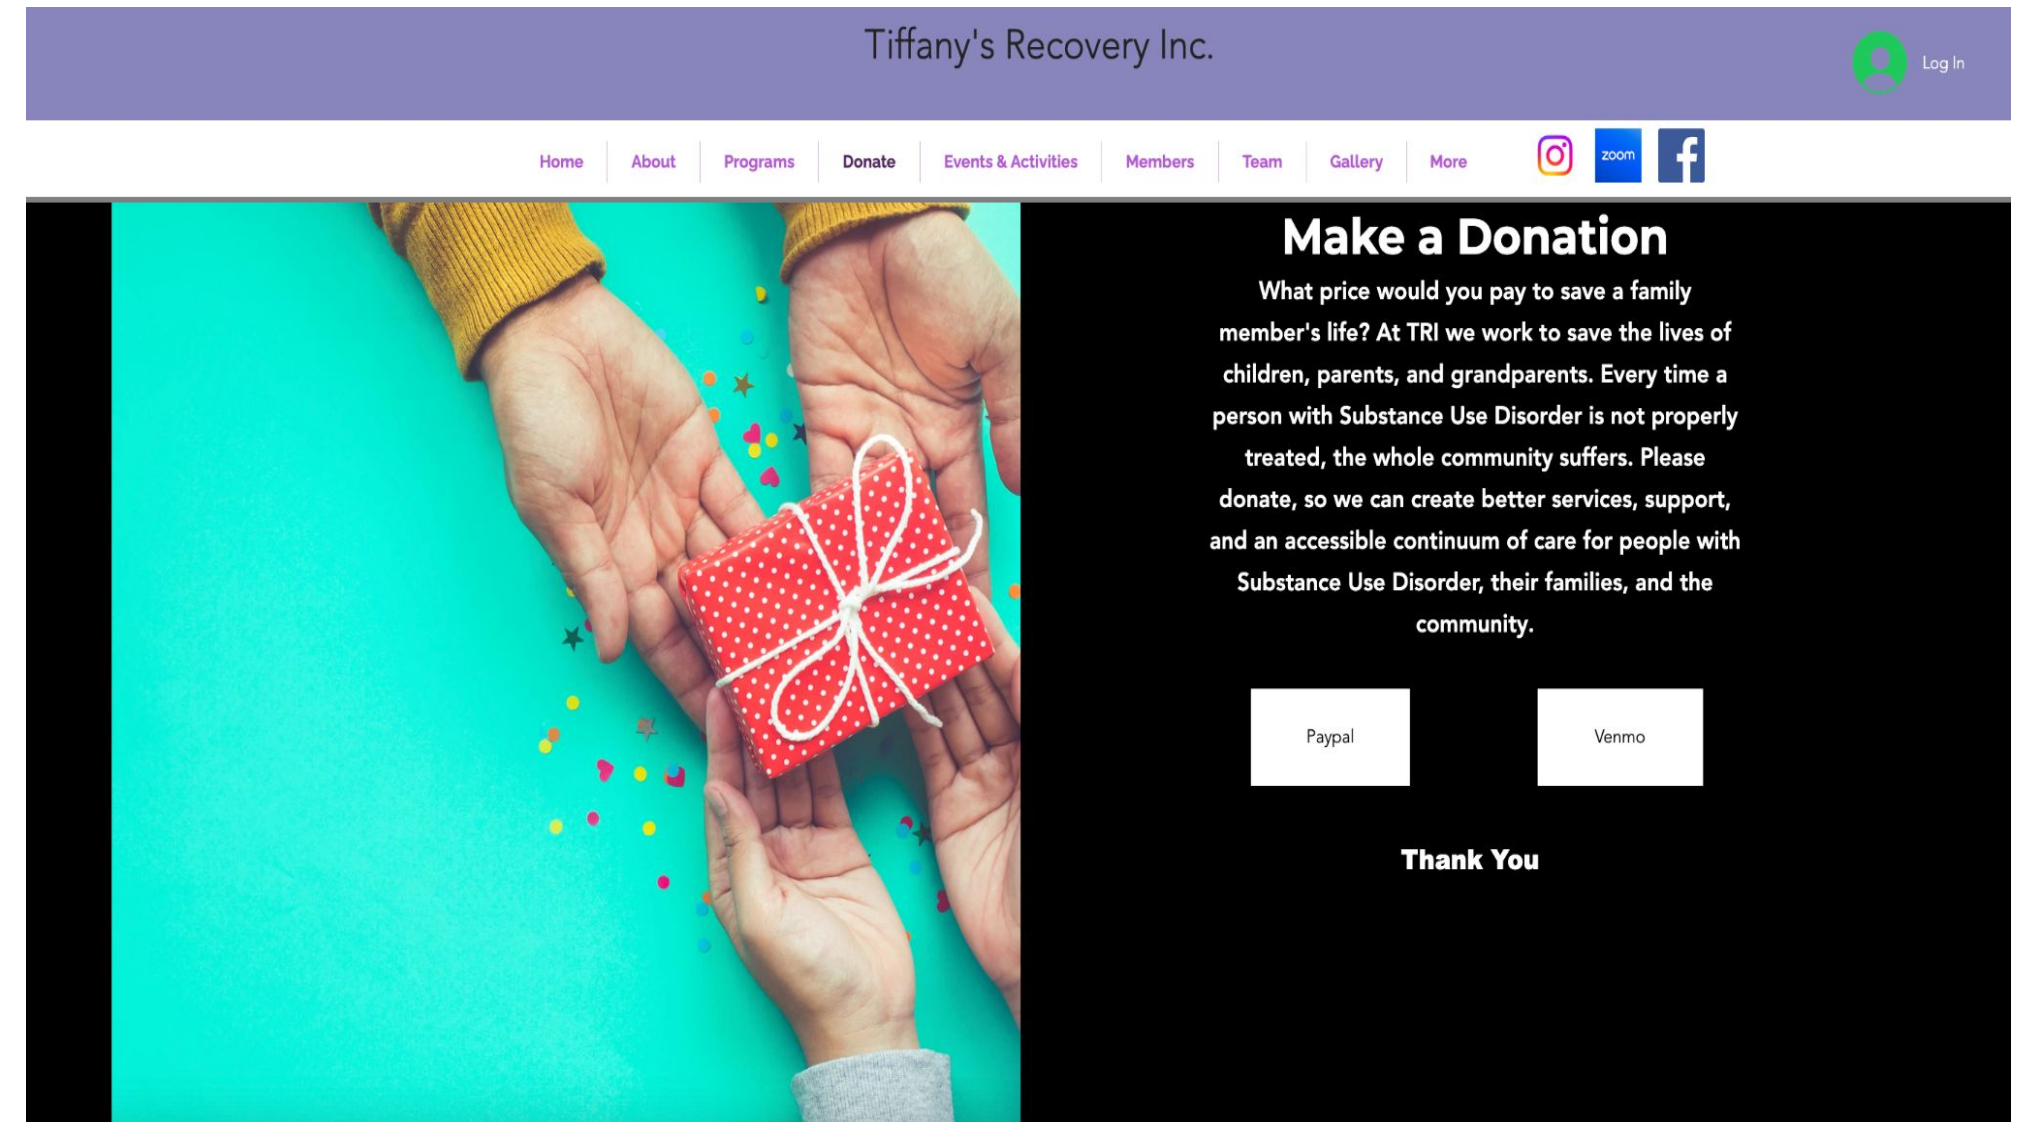 Tiffany's Recovery Inc.
Log In
Home
About
Programs
Donate
Events & Activities
Members
Team
Gallery
More
zoom
Make a Donation
What price would you pay to save a family
member's life? At TRI we work to save the lives of
children, parents, and grandparents. Every time a
person with Substance Use Disorder is not properly
treated, the whole community suffers. Please
donate, so we can create better services, support,
and an accessible continuum of care for people with
Substance Use Disorder, their families, and the
community.
Paypal
Venmo
Thank You